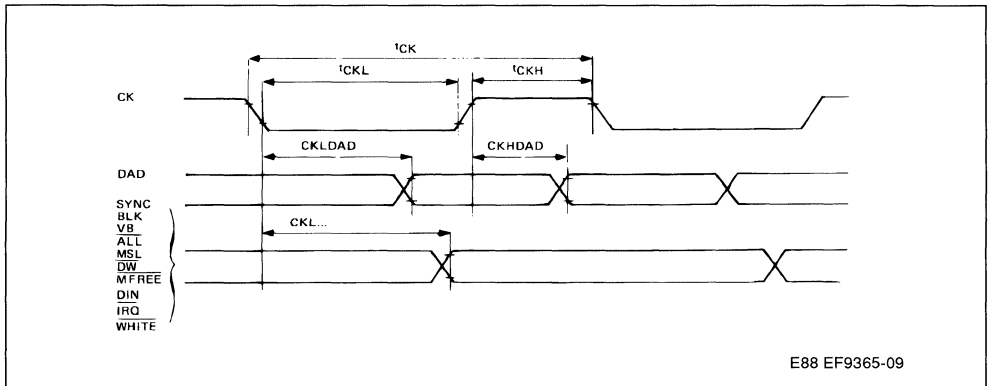 tCK
tCKL tCKH
CK
CKLDAD CKHDAD
DAD
SYNC
BLK
VB
ALL
MSL
DW
MFREE
DIN
IRQ
WHITE
CKL...
E88 EF9365-09